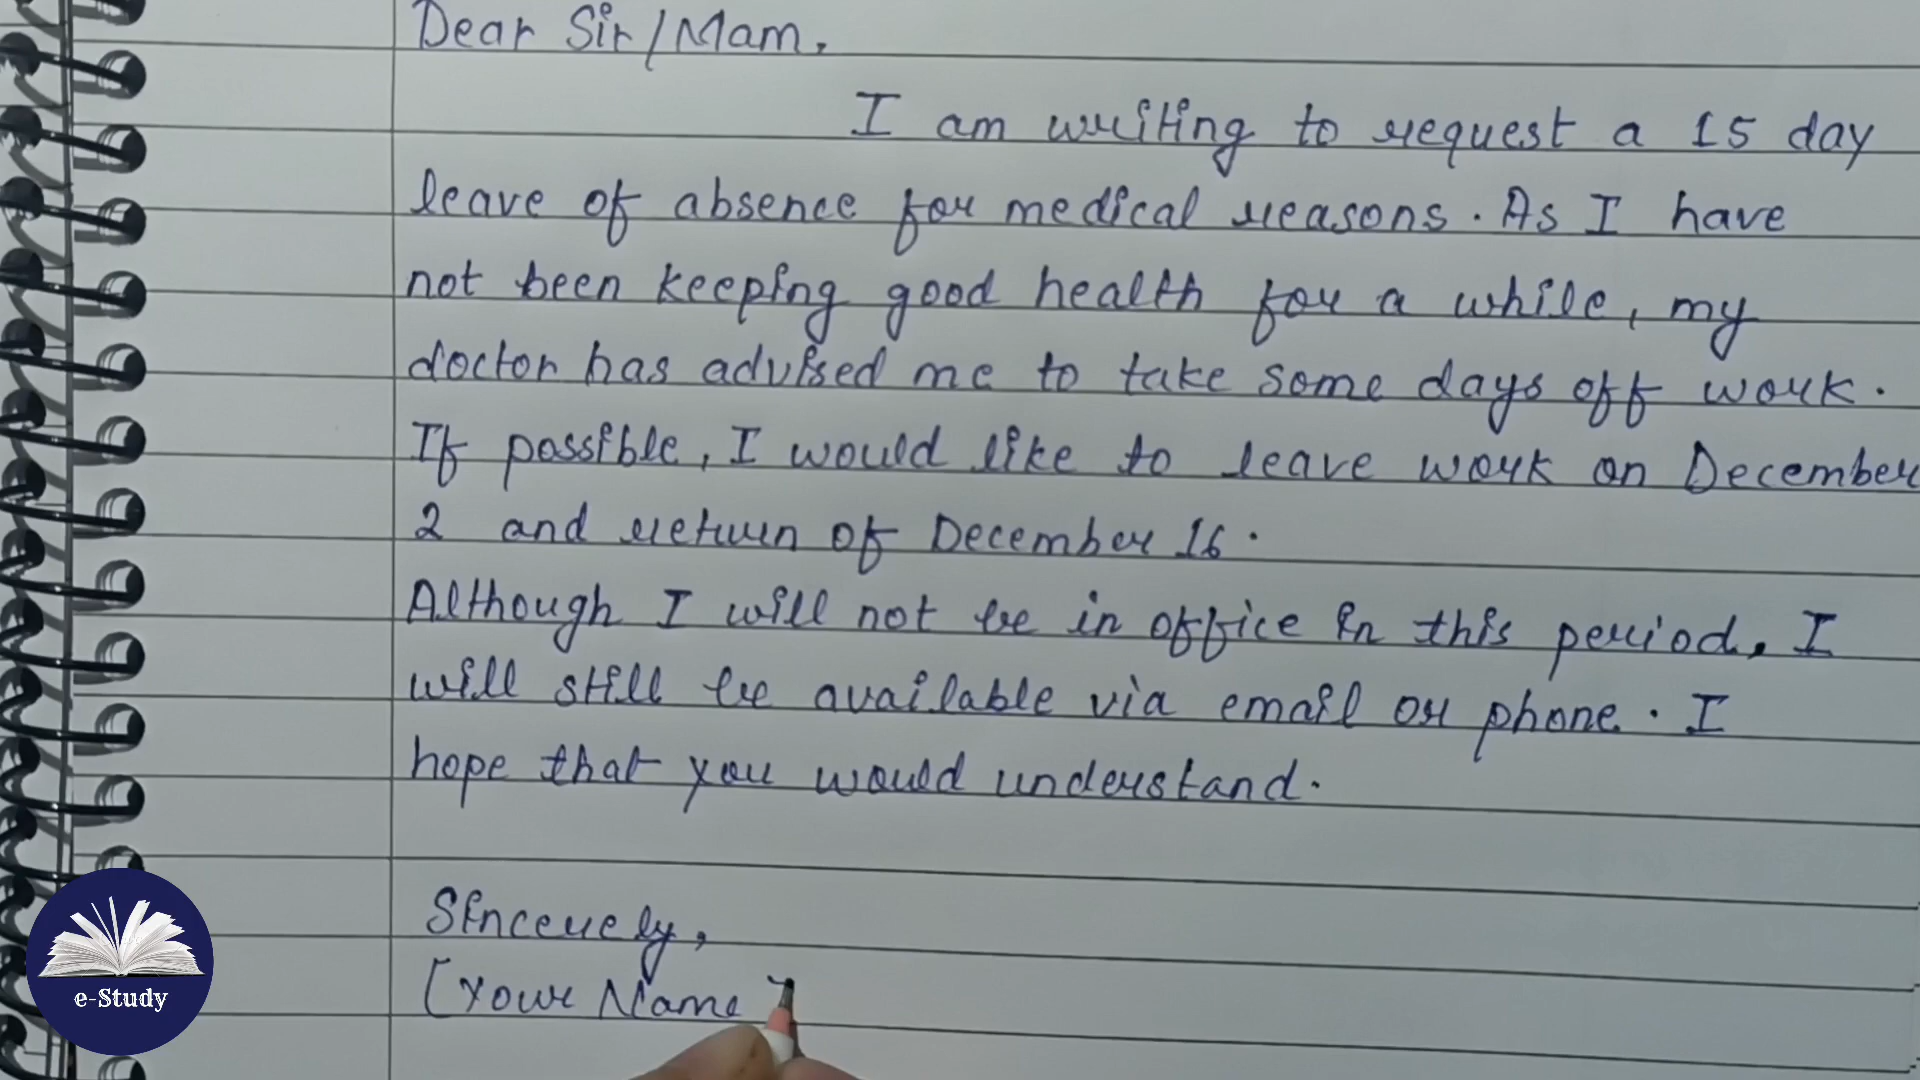 Dear Sir/Mam,
I am writing to request a 15 day
leave of absence for medical reasons. As I have
not been keeping good health for a while, my
doctor has advised me to take some days off work.
If possible, I would like to leave work on December
2 and return of December 16.
Although I will not be in office in this period, I
will still be available via email or phone. I
hope that you would understand.
Sincerely,
[Your Name
e-Study